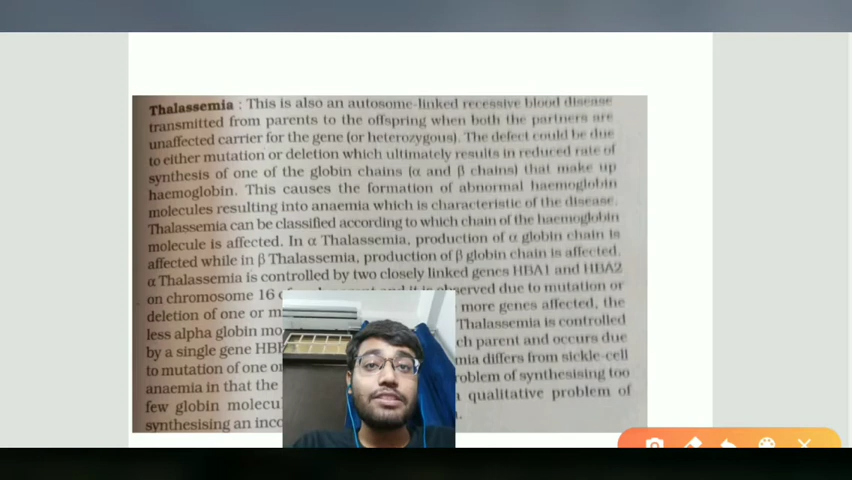 Thalassemia : This is also an autosome-linked recessive blood disease
transmitted from parents to the offspring when both the partners are
unaffected carrier for the gene (or heterozygous). The defect could be due
to either mutation or deletion which ultimately results in reduced rate of
synthesis of one of the globin chains (α and β chains) that make up
haemoglobin. This causes the formation of abnormal haemoglobin
molecules resulting into anaemia which is characteristic of the disease.
Thalassemia can be classified according to which chain of the haemoglobin
molecule is affected. In α Thalassemia, production of α globin chain is
affected while in β Thalassemia, production of β globin chain is affected.
α Thalassemia is controlled by two closely linked genes HBA1 and HBA2
on chromosome 16 observed due to mutation or
deletion of one or more genes affected, the
less alpha globin Thalassemia is controlled
by a single gene parent and occurs due
to mutation of one differs from sickle-cell
anaemia in that the problem of synthesising too
few globin qualitative problem of
synthesising an